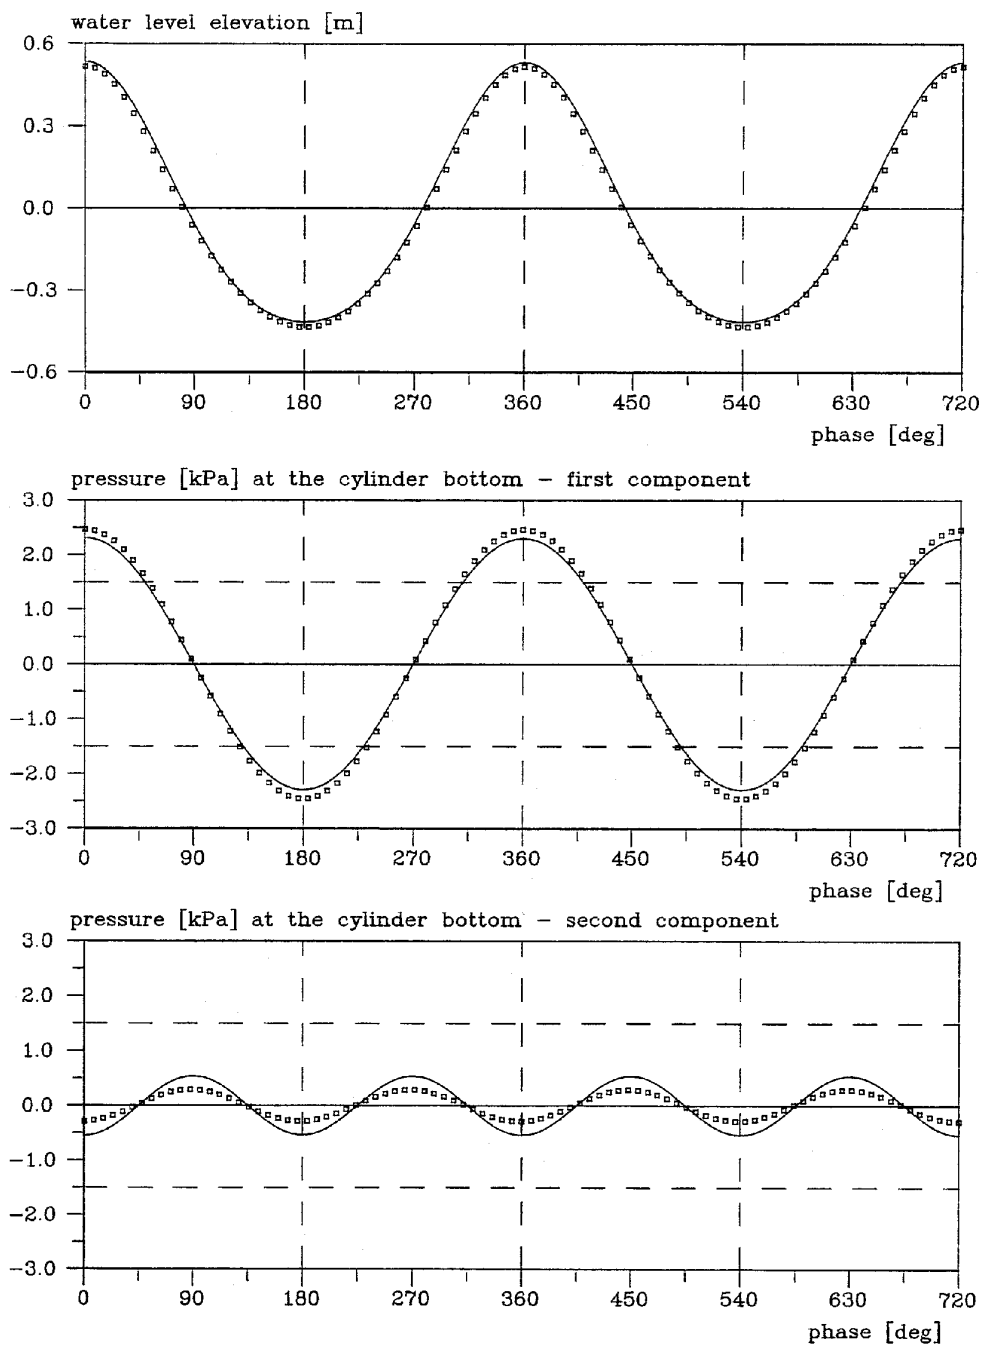 water level elevation [m]
0.6
0.3
0.0
−0.3
−0.6
0 90 180 270 360 450 540 630 720
phase [deg]
pressure [kPa] at the cylinder bottom − first component
3.0
2.0
1.0
0.0
−1.0
−2.0
−3.0
0 90 180 270 360 450 540 630 720
phase [deg]
pressure [kPa] at the cylinder bottom − second component
3.0
2.0
1.0
0.0
−1.0
−2.0
−3.0
0 90 180 270 360 450 540 630 720
phase [deg]